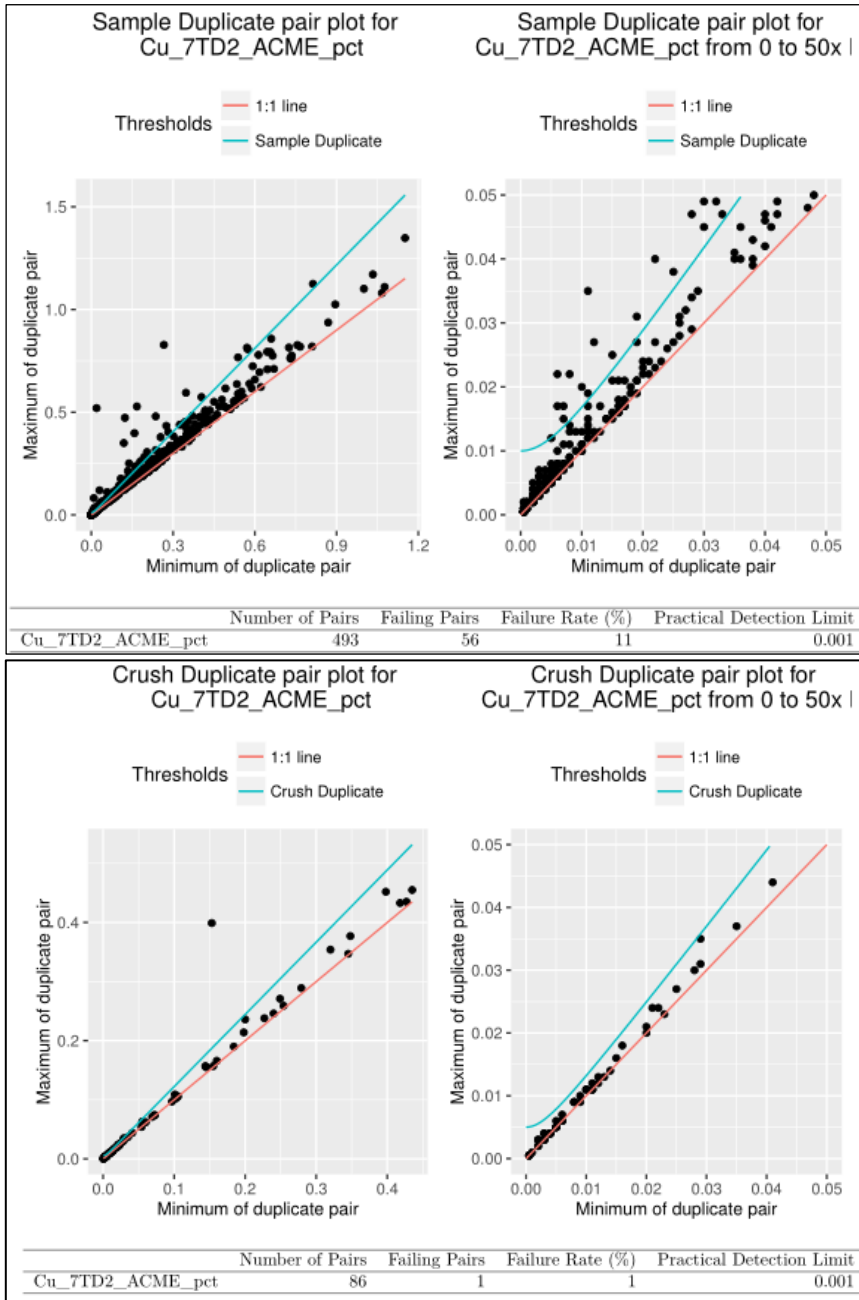 Sample Duplicate pair plot for
Cu_7TD2_ACME_pct
Thresholds
1:1 line
Sample Duplicate
Maximum of duplicate pair
1.5
1.0
0.5
0.0
0.0 0.3 0.6 0.9 1.2
Minimum of duplicate pair
Sample Duplicate pair plot for
Cu_7TD2_ACME_pct from 0 to 50x
Thresholds
1:1 line
Sample Duplicate
Maximum of duplicate pair
0.05
0.04
0.03
0.02
0.01
0.00
0.00 0.01 0.02 0.03 0.04 0.05
Minimum of duplicate pair
Number of Pairs Failing Pairs Failure Rate (%) Practical Detection Limit
Cu_7TD2_ACME_pct 493 56 11 0.001
Crush Duplicate pair plot for
Cu_7TD2_ACME_pct
Thresholds
1:1 line
Crush Duplicate
Maximum of duplicate pair
0.4
0.2
0.0
0.0 0.1 0.2 0.3 0.4
Minimum of duplicate pair
Crush Duplicate pair plot for
Cu_7TD2_ACME_pct from 0 to 50x
Thresholds
1:1 line
Crush Duplicate
Maximum of duplicate pair
0.05
0.04
0.03
0.02
0.01
0.00
0.00 0.01 0.02 0.03 0.04 0.05
Minimum of duplicate pair
Number of Pairs Failing Pairs Failure Rate (%) Practical Detection Limit
Cu_7TD2_ACME_pct 86 1 1 0.001